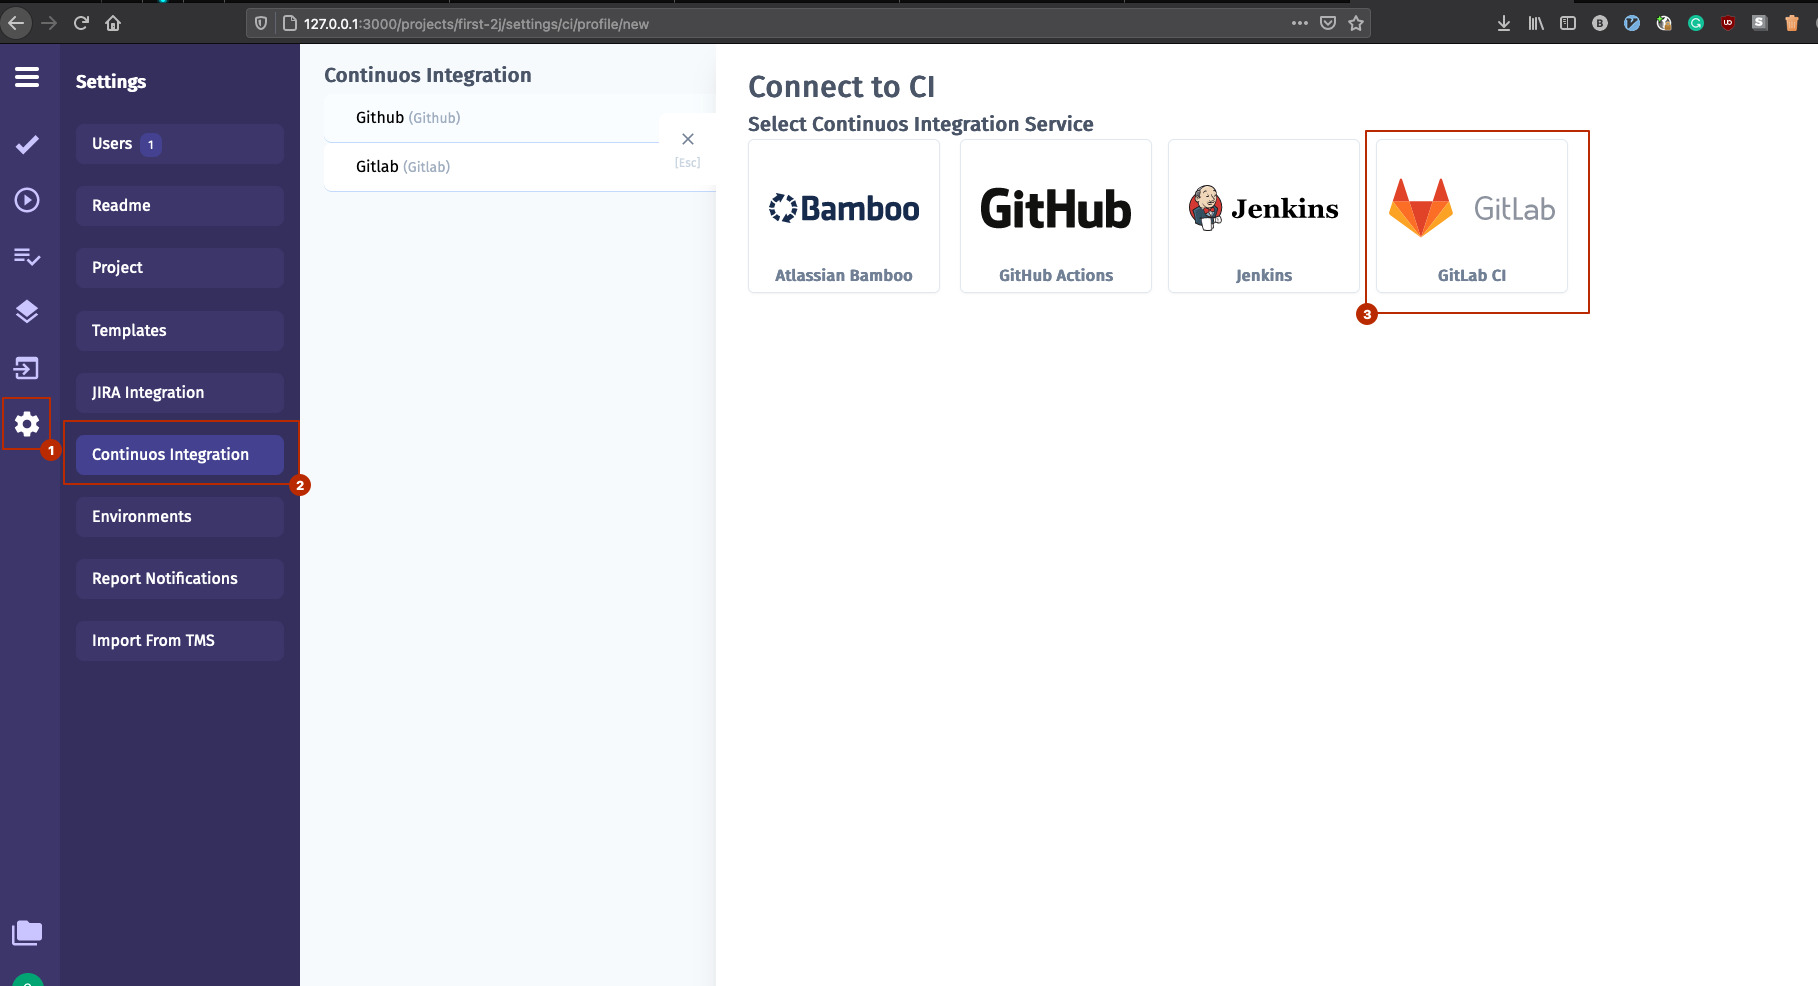 127.0.0.1:3000/projects/first-2j/settings/ci/profile/new
Settings
Users 1
Readme
Project
Templates
JIRA Integration
1
Continuos Integration
2
Environments
Report Notifications
Import From TMS
Continuos Integration
Github (Github)
Gitlab (Gitlab)
[Esc]
Connect to CI
Select Continuos Integration Service
Bamboo
Atlassian Bamboo
GitHub
GitHub Actions
Jenkins
Jenkins
GitLab
GitLab CI
3